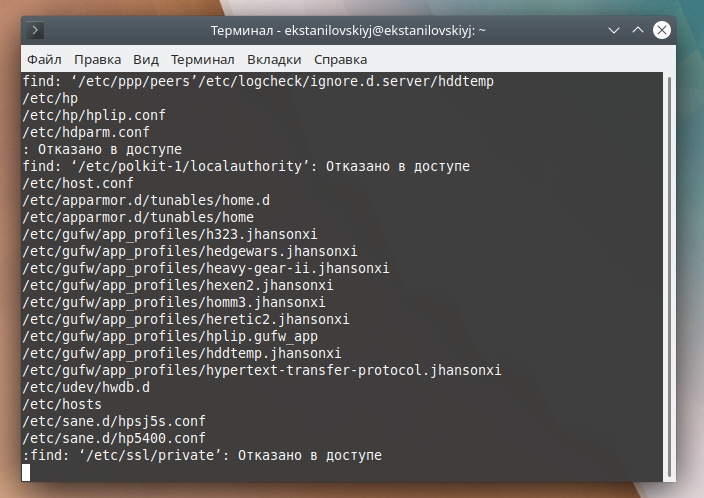 Терминал - ekstanilovskiyj@ekstanilovskiyj: ~
Файл Правка Вид Терминал Вкладки Справка
find: ‘/etc/ppp/peers’/etc/logcheck/ignore.d.server/hddtemp
/etc/hp
/etc/hp/hplip.conf
/etc/hdparm.conf
: Отказано в доступе
find: ‘/etc/polkit-1/localauthority’: Отказано в доступе
/etc/host.conf
/etc/apparmor.d/tunables/home.d
/etc/apparmor.d/tunables/home
/etc/gufw/app_profiles/h323.jhansonxi
/etc/gufw/app_profiles/hedgewars.jhansonxi
/etc/gufw/app_profiles/heavy-gear-ii.jhansonxi
/etc/gufw/app_profiles/hexen2.jhansonxi
/etc/gufw/app_profiles/homm3.jhansonxi
/etc/gufw/app_profiles/heretic2.jhansonxi
/etc/gufw/app_profiles/hplip.gufw_app
/etc/gufw/app_profiles/hddtemp.jhansonxi
/etc/gufw/app_profiles/hypertext-transfer-protocol.jhansonxi
/etc/udev/hwdb.d
/etc/hosts
/etc/sane.d/hpsj5s.conf
/etc/sane.d/hp5400.conf
:find: ‘/etc/ssl/private’: Отказано в доступе